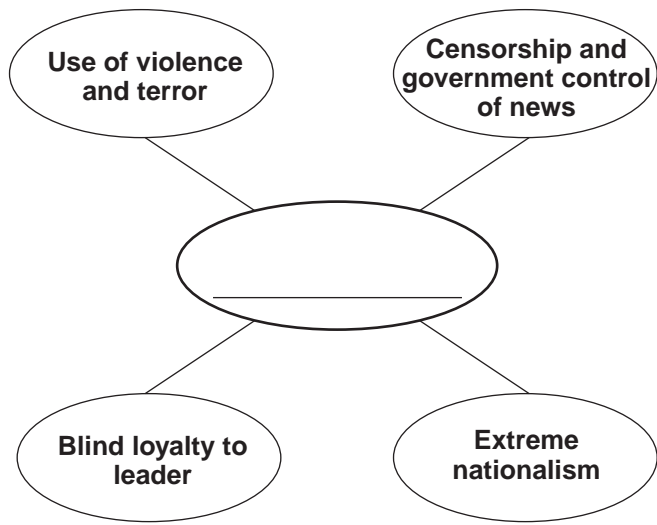 Use of violence
and terror
Censorship and
government control
of news
Blind loyalty to
leader
Extreme
nationalism